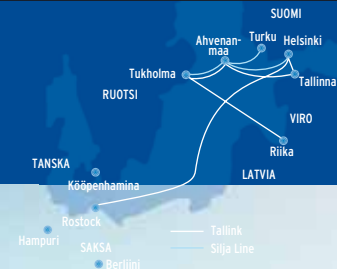 SUOMI
Ahvenan-
maa
Turku
Helsinki
Tukholma
Tallinna
RUOTSI
VIRO
Riika
TANSKA
LATVIA
Kööpenhamina
Rostock
Hampuri
SAKSA
Berliini
Tallink
Silja Line